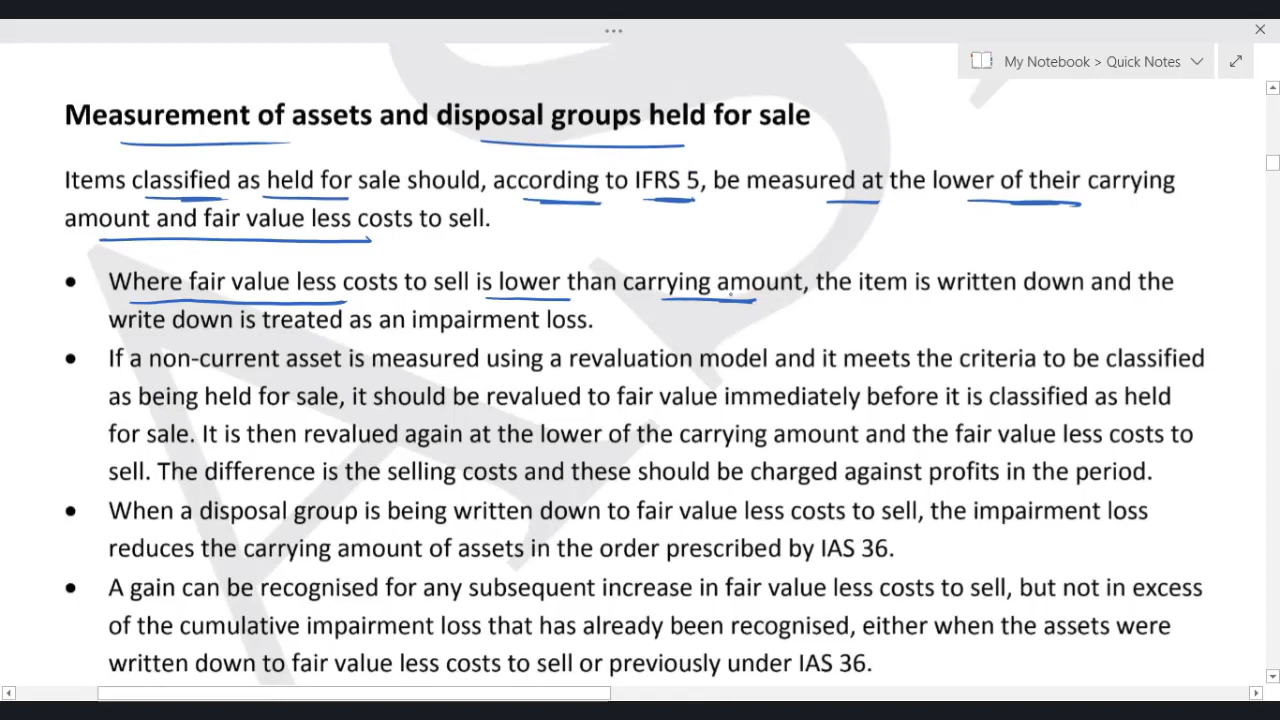 My Notebook > Quick Notes
Measurement of assets and disposal groups held for sale
Items classified as held for sale should, according to IFRS 5, be measured at the lower of their carrying
amount and fair value less costs to sell.
• Where fair value less costs to sell is lower than carrying amount, the item is written down and the
write down is treated as an impairment loss.
• If a non-current asset is measured using a revaluation model and it meets the criteria to be classified
as being held for sale, it should be revalued to fair value immediately before it is classified as held
for sale. It is then revalued again at the lower of the carrying amount and the fair value less costs to
sell. The difference is the selling costs and these should be charged against profits in the period.
• When a disposal group is being written down to fair value less costs to sell, the impairment loss
reduces the carrying amount of assets in the order prescribed by IAS 36.
• A gain can be recognised for any subsequent increase in fair value less costs to sell, but not in excess
of the cumulative impairment loss that has already been recognised, either when the assets were
written down to fair value less costs to sell or previously under IAS 36.